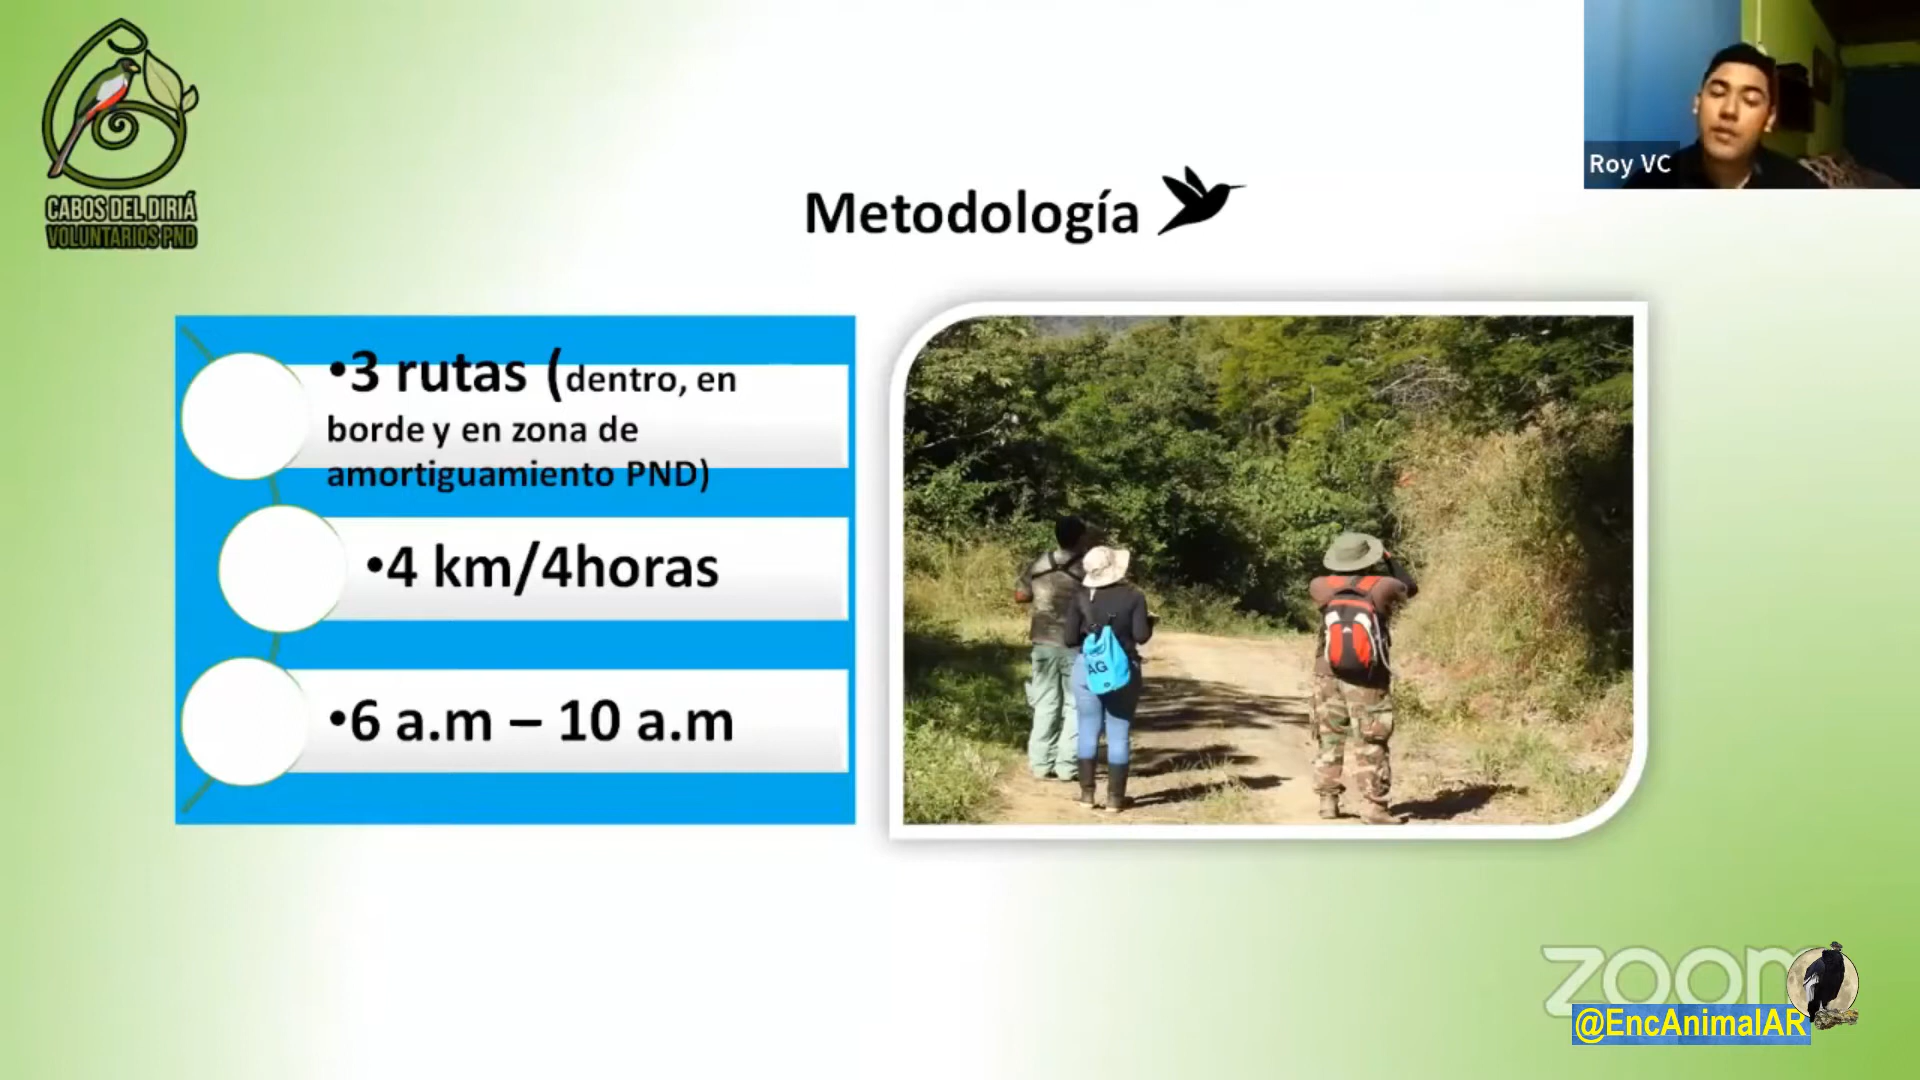 CABOS DEL DIRIÁ
VOLUNTARIOS PND
Roy VC
Metodología
•3 rutas (dentro, en
borde y en zona de
amortiguamiento PND)
•4 km/4horas
•6 a.m – 10 a.m
AG
zoom
@EncAnimalAR